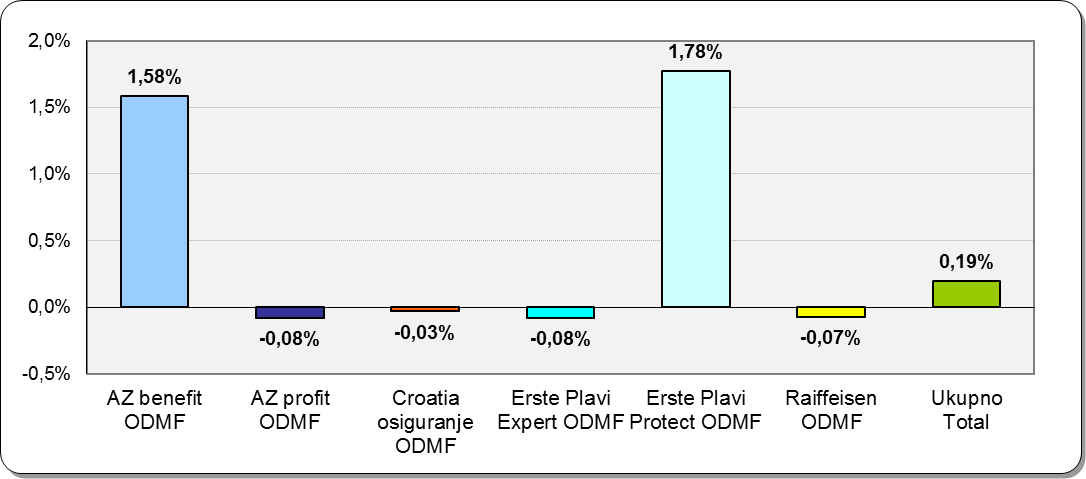 2,0%
1,5%
1,0%
0,5%
0,0%
-0,5%
1,58%
-0,08%
-0,03%
-0,08%
1,78%
-0,07%
0,19%
AZ benefit
ODMF
AZ profit
ODMF
Croatia
osiguranje
ODMF
Erste Plavi
Expert ODMF
Erste Plavi
Protect ODMF
Raiffeisen
ODMF
Ukupno
Total